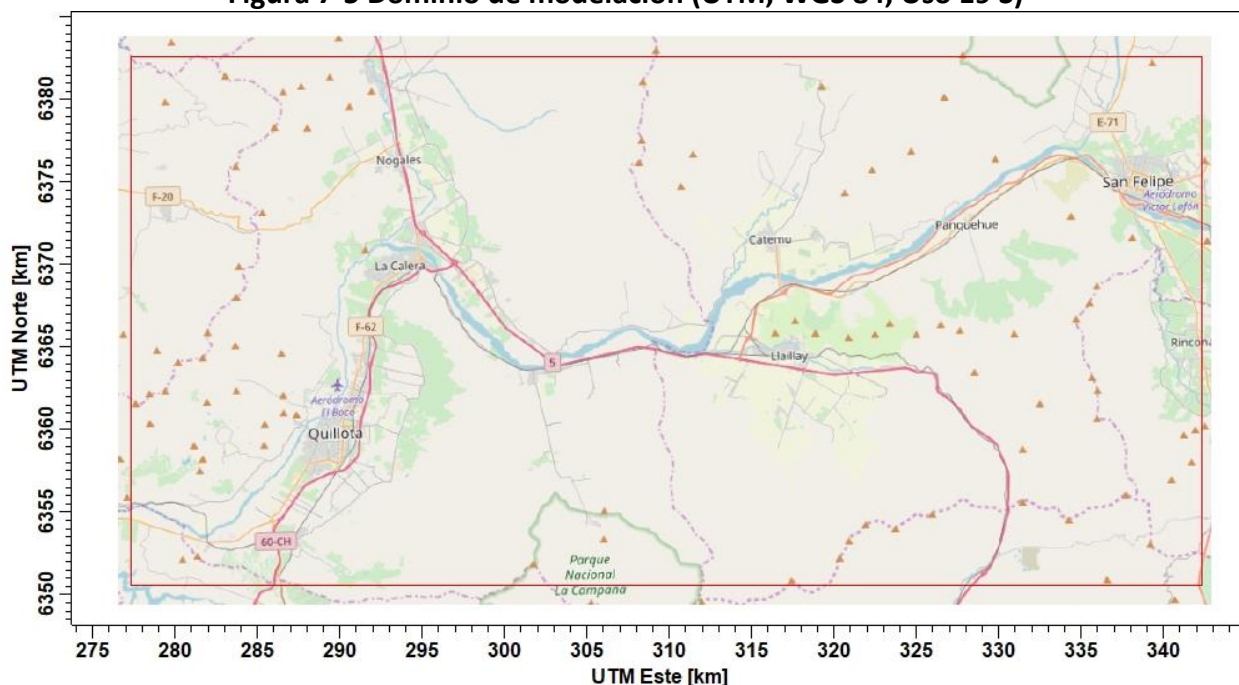 Figura 7-5 Dominio de modelación (UTM, WGS 84, Uso 19 S)
UTM Norte [km]
6380
6375
6370
6365
6360
6355
6350
E-71
Nogales
San Felipe
F-20
Aeródromo
Víctor Lafón
Panquehue
Catemu
La Calera
F-62
5
Llaillay
Rincona
Aeródromo
El Boco
Quillota
60-CH
Parque
Nacional
La Campana
275
280
285
290
295
300
305
310
315
320
325
330
335
340
UTM Este [km]